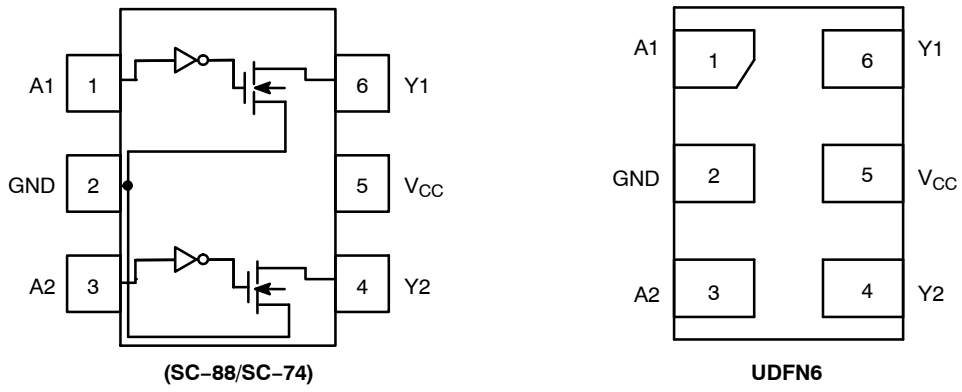 A1 1 6 Y1
GND 2 5 VCC
A2 3 4 Y2
(SC–88/SC–74)
A1 1 6 Y1
GND 2 5 VCC
A2 3 4 Y2
UDFN6